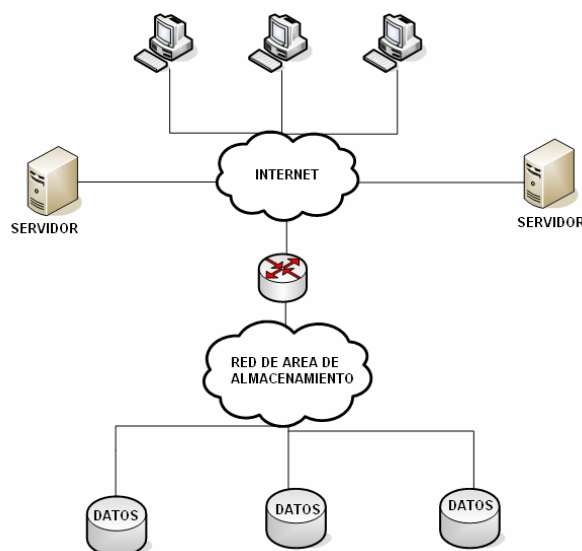 INTERNET
SERVIDOR
SERVIDOR
RED DE AREA DE
ALMACENAMIENTO
DATOS
DATOS
DATOS